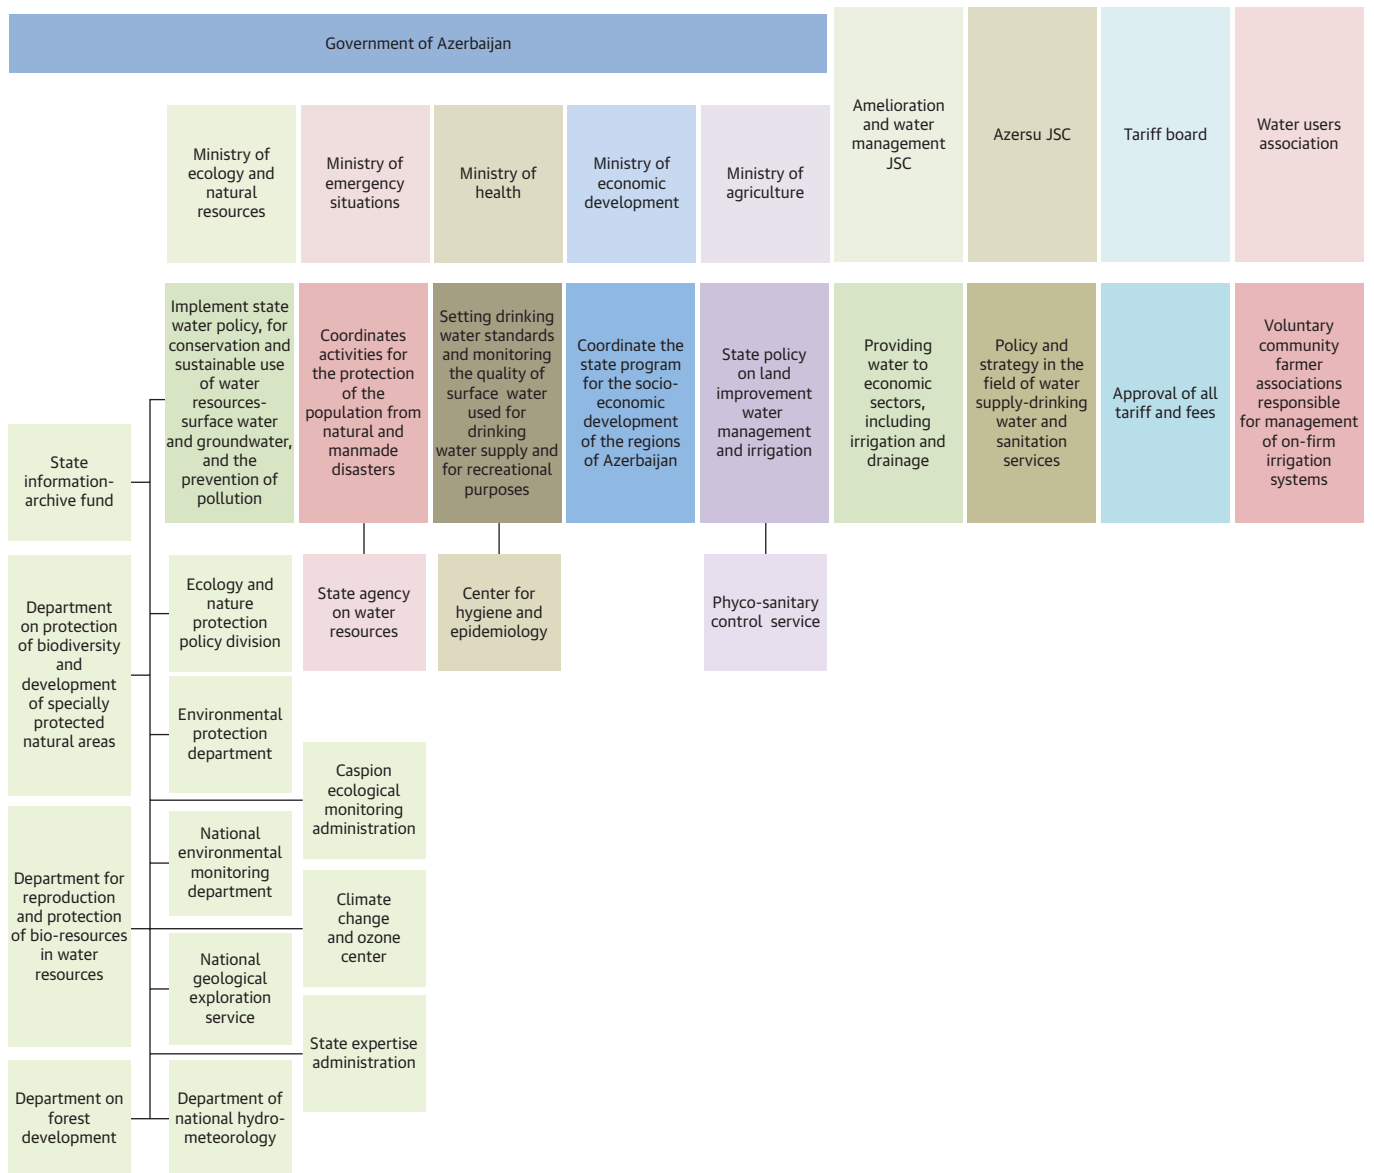 Government of Azerbaijan
Ministry of
ecology and
natural
resources
Ministry of
emergency
situations
Ministry of
health
Ministry of
economic
development
Ministry of
agriculture
Amelioration
and water
management
JSC
Azersu JSC
Tariff board
Water users
association
Implement state
water policy, for
conservation and
sustainable use
of water
resources-
surface water
and groundwater,
and the
prevention of
pollution
Coordinates
activities for
the protection
of the
population from
natural and
manmade
disasters
Setting drinking
water standards
and monitoring
the quality of
surface water
used for
drinking
water supply and
for recreational
purposes
Coordinate the
state program
for the socio-
economic
development
of the regions
of Azerbaijan
State policy
on land
improvement
water
management
and irrigation
Providing
water to
economic
sectors,
including
irrigation and
drainage
Policy and
strategy in the
field of water
supply-drinking
water and
sanitation
services
Approval of all
tariff and fees
Voluntary
community
farmer
associations
responsible
for management
of on-firm
irrigation
systems
State
information-
archive fund
Department
on protection
of biodiversity
and
development
of specially
protected
natural areas
Department for
reproduction
and protection
of bio-resources
in water
resources
Department on
forest
development
Ecology and
nature
protection
policy division
Environmental
protection
department
National
environmental
monitoring
department
National
geological
exploration
service
Department of
national hydro-
meteorology
State agency
on water
resources
Caspion
ecological
monitoring
administration
Climate
change
and ozone
center
State expertise
administration
Center for
hygiene and
epidemiology
Phyco-sanitary
control service